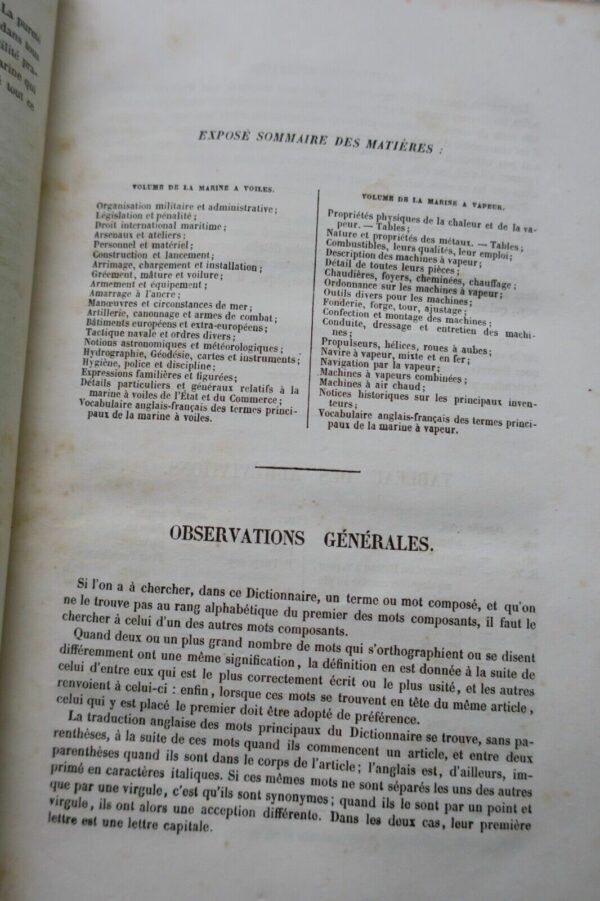 La pureté
dans tous
ilité pra-
arine qui
tout ce
EXPOSÉ SOMMAIRE DES MATIÈRES :
VOLUME DE LA MARINE A VOILES.
Organisation militaire et administrative ;
Législation et pénalité ;
Droit international maritime ;
Arsenaux et ateliers ;
Personnel et matériel ;
Construction et lancement ;
Arrimage, chargement et installation ;
Gréement, mâture et voilure ;
Armement et équipement ;
Amarrage à l'ancre ;
Manœuvres et circonstances de mer ;
Artillerie, canonnage et armes de combat ;
Bâtiments européens et extra-européens ;
Tactique navale et ordres divers ;
Notions astronomiques et météorologiques ;
Hydrographie, Géodésie, cartes et instruments ;
Hygiène, police et discipline ;
Expressions familières et figurées ;
Détails particuliers et généraux relatifs à la
marine à voiles de l'État et du Commerce ;
Vocabulaire anglais-français des termes princi-
paux de la marine à voiles.
VOLUME DE LA MARINE A VAPEUR.
Propriétés physiques de la chaleur et de la va-
peur. — Tables ;
Nature et propriétés des métaux. — Tables ;
Combustibles, leurs qualités, leur emploi ;
Description des machines à vapeur ;
Détail de toutes leurs pièces ;
Chaudières, foyers, cheminées, chauffage ;
Ordonnance sur les machines à vapeur ;
Outils divers pour les machines ;
Fonderie, forge, tour, ajustage ;
Confection et montage des machines ;
Conduite, dressage et entretien des machi-
nes ;
Propulseurs, hélices, roues à aubes ;
Navire à vapeur, mixte et en fer ;
Navigation par la vapeur ;
Machines à vapeurs combinées ;
Machines à air chaud ;
Notices historiques sur les principaux inven-
teurs ;
Vocabulaire anglais-français des termes princi-
paux de la marine à vapeur.
OBSERVATIONS GÉNÉRALES.
Si l'on a à chercher, dans ce Dictionnaire, un terme ou mot composé, et qu'on
ne le trouve pas au rang alphabétique du premier des mots composants, il faut le
chercher à celui d'un des autres mots composants.
Quand deux ou un plus grand nombre de mots qui s'orthographient ou se disent
différemment ont une même signification, la définition en est donnée à la suite de
celui d'entre eux qui est le plus correctement écrit ou le plus usité, et les autres
renvoient à celui-ci : enfin, lorsque ces mots se trouvent en tête du même article,
celui qui y est placé le premier doit être adopté de préférence.
La traduction anglaise des mots principaux du Dictionnaire se trouve, sans pa-
renthèses, à la suite de ces mots quand ils commencent un article, et entre deux
parenthèses quand ils sont dans le corps de l'article ; l'anglais est, d'ailleurs, im-
primé en caractères italiques. Si ces mêmes mots ne sont séparés les uns des autres
que par une virgule, c'est qu'ils sont synonymes ; quand ils le sont par un point et
virgule, ils ont alors une acception différente. Dans les deux cas, leur première
lettre est une lettre capitale.